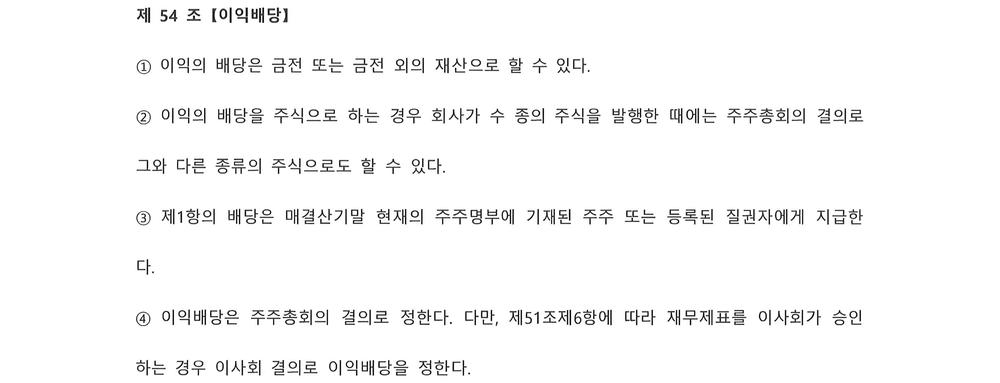 제 54 조【이익배당】
① 이익의 배당은 금전 또는 금전 외의 재산으로 할 수 있다.
② 이익의 배당을 주식으로 하는 경우 회사가 수 종의 주식을 발행한 때에는 주주총회의 결의로
그와 다른 종류의 주식으로도 할 수 있다.
③ 제1항의 배당은 매결산기말 현재의 주주명부에 기재된 주주 또는 등록된 질권자에게 지급한
다.
④ 이익배당은 주주총회의 결의로 정한다. 다만, 제51조제6항에 따라 재무제표를 이사회가 승인
하는 경우 이사회 결의로 이익배당을 정한다.